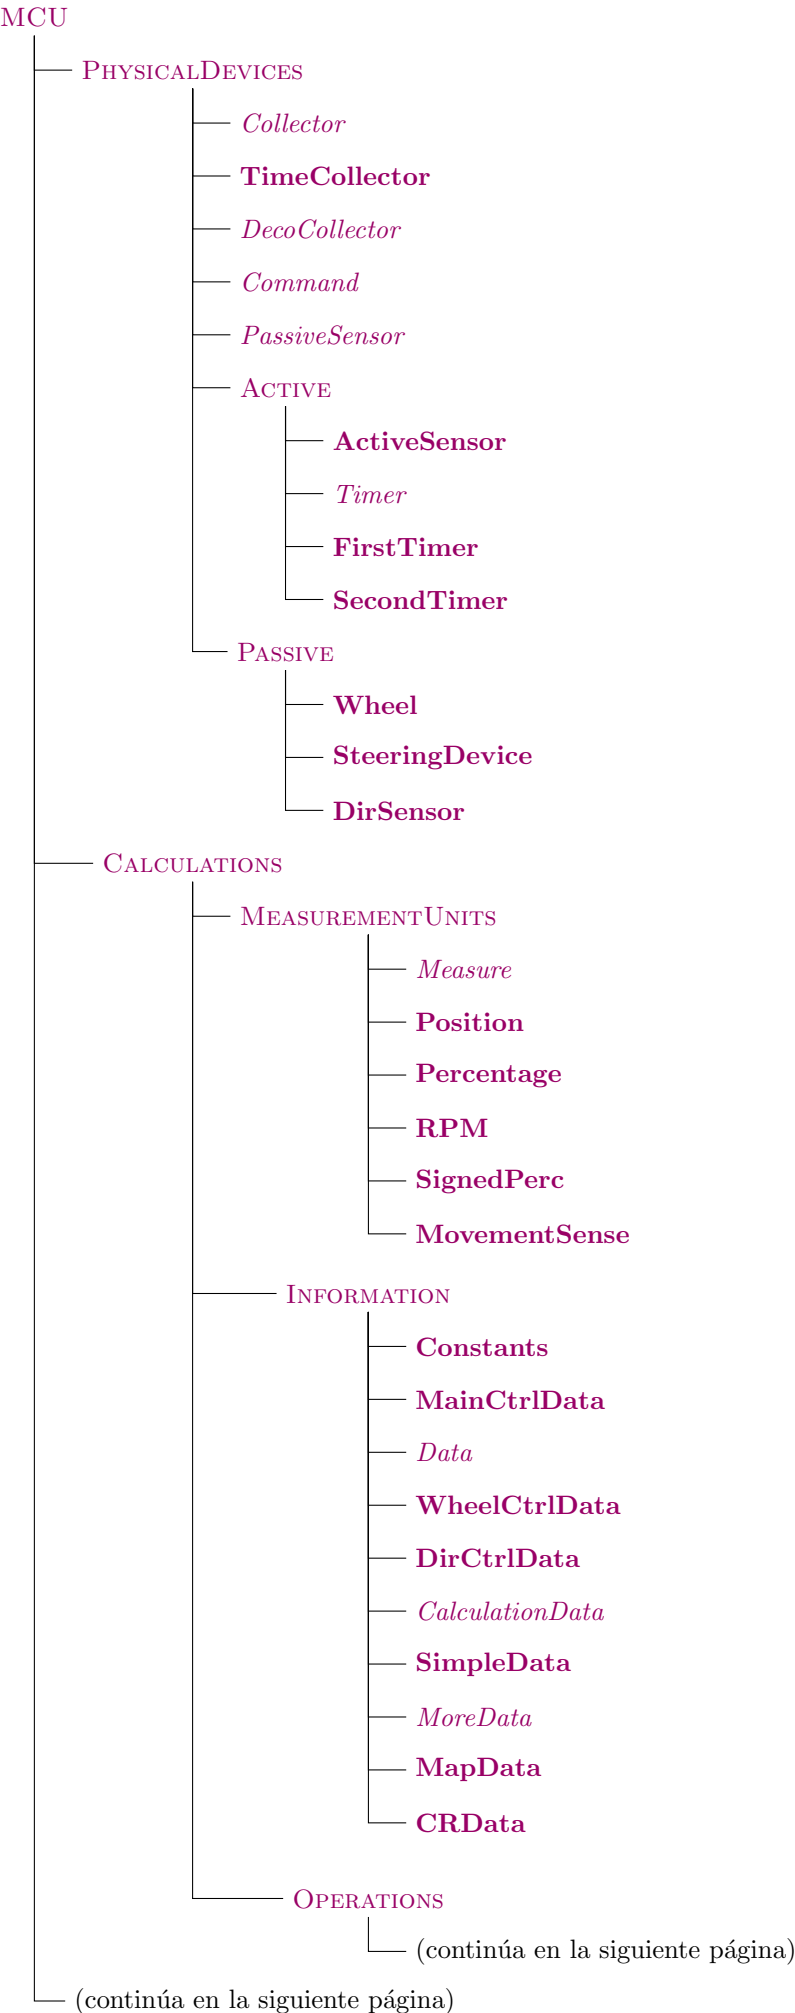 MCU
PHYSICALDEVICES
Collector
TimeCollector
DecoCollector
Command
PassiveSensor
ACTIVE
ActiveSensor
Timer
FirstTimer
SecondTimer
PASSIVE
Wheel
SteeringDevice
DirSensor
CALCULATIONS
MEASUREMENTUNITS
Measure
Position
Percentage
RPM
SignedPerc
MovementSense
INFORMATION
Constants
MainCtrlData
Data
WheelCtrlData
DirCtrlData
CalculationData
SimpleData
MoreData
MapData
CRData
OPERATIONS
(continúa en la siguiente página)
(continúa en la siguiente página)